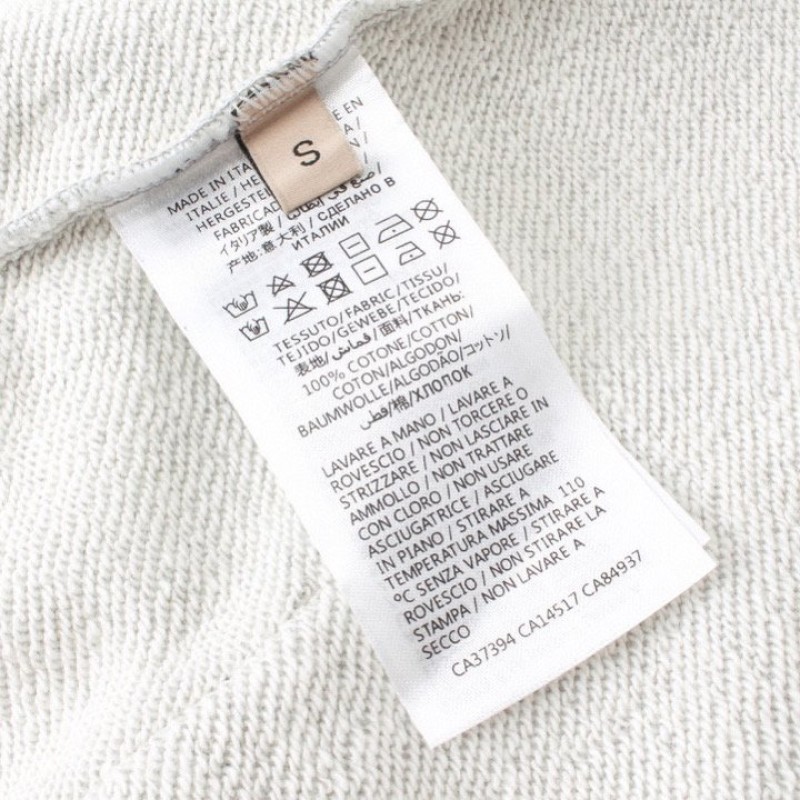 S
MADE IN ITA
E EN
ITALIE / HE
A /
HERGESTE
N /
FABRICAD
イタリア製 /
صنع في
产地:意大利 / СДЕЛАНО В
ИТАЛИИ
TESSUTO/FABRIC/TISSU/
TEJIDO/GEWEBE/TECIDO/
表地/ قماش/面料/ТКАНЬ:
100% COTONE/COTTON/
COTON/ALGODON/
BAUMWOLLE/ALGODÃO/コットン/
قطن/棉/ХЛОПОК
LAVARE A MANO / LAVARE A
ROVESCIO / NON TORCERE O
STRIZZARE / NON LASCIARE IN
AMMOLLO / NON TRATTARE
CON CLORO / NON USARE
ASCIUGATRICE / ASCIUGARE
IN PIANO / STIRARE A
TEMPERATURA MASSIMA 110
°C SENZA VAPORE / STIRARE A
ROVESCIO / NON STIRARE LA
STAMPA / NON LAVARE A
SECCO
CA37394 CA14517 CA84937